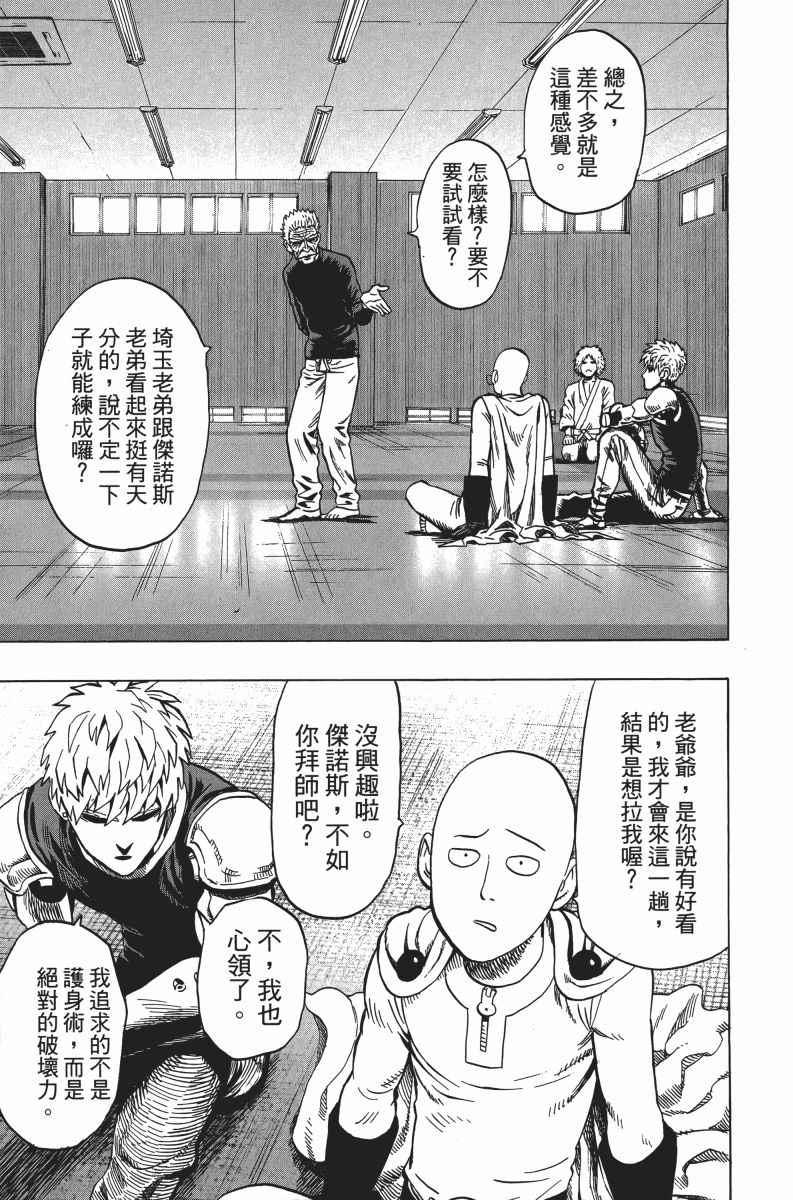 總之，
差不多就是
這種感覺。
怎麼樣？要不
要試試看？
埼玉老弟跟傑諾斯
老弟看起來挺有天
分的，說不定一下
子就能練成囉？
老爺爺，是你說有好看
的，我才會來這一趟，
結果是想拉我喔？
沒興趣啦。
傑諾斯，不如
你拜師吧？
不，我也
心領了。
我追求的不是
護身術，而是
絕對的破壞力。